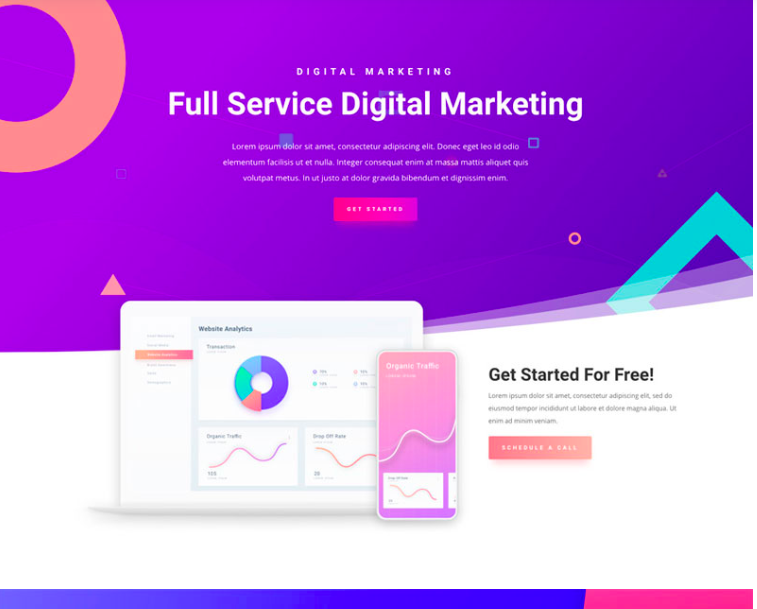 DIGITAL MARKETING
Full Service Digital Marketing
Lorem ipsum dolor sit amet, consectetur adipiscing elit. Donec eget leo id odio
elementum facilisis ut et nulla. Integer consequat enim at massa mattis aliquet quis
volutpat metus. In ut justo at dolor gravida bibendum et dignissim enim.
GET STARTED
Website Analytics
Transaction
Organic Traffic
Drop Off Rate
Organic Traffic
Get Started For Free!
Lorem ipsum dolor sit amet, consectetur adipiscing elit, sed do
eiusmod tempor incididunt ut labore et dolore magna aliqua. Ut
enim ad minim veniam.
SCHEDULE A CALL